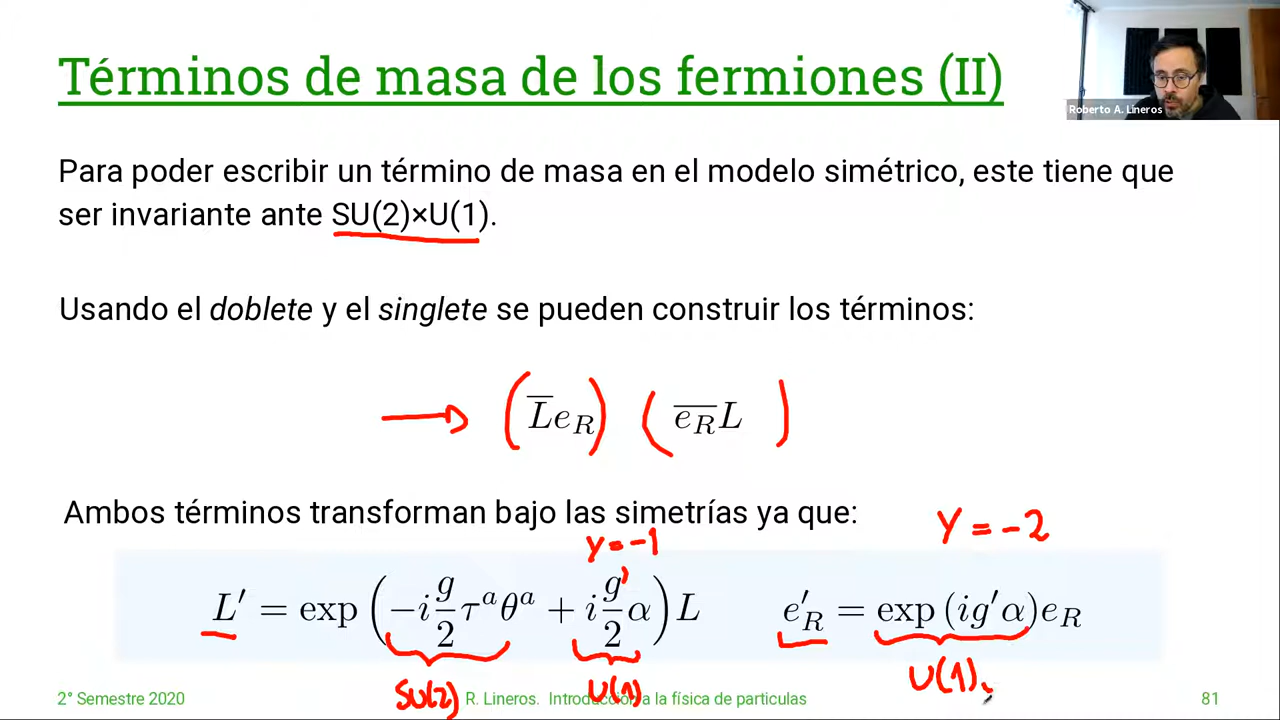 Términos de masa de los fermiones (II)
Roberto A. Lineros
Para poder escribir un término de masa en el modelo simétrico, este tiene que
ser invariante ante SU(2)×U(1).
Usando el doblete y el singlete se pueden construir los términos:
→ (L̅e_R) (e̅_R̅L)
Ambos términos transforman bajo las simetrías ya que:
Y = -1
Y = -2
L′ = exp (−i g/2 τ^a θ^a + i g'/2 α) L e′_R = exp (ig′α) e_R
SU(2) U(1) U(1)
2° Semestre 2020 R. Lineros. Introducción a la física de particulas 81